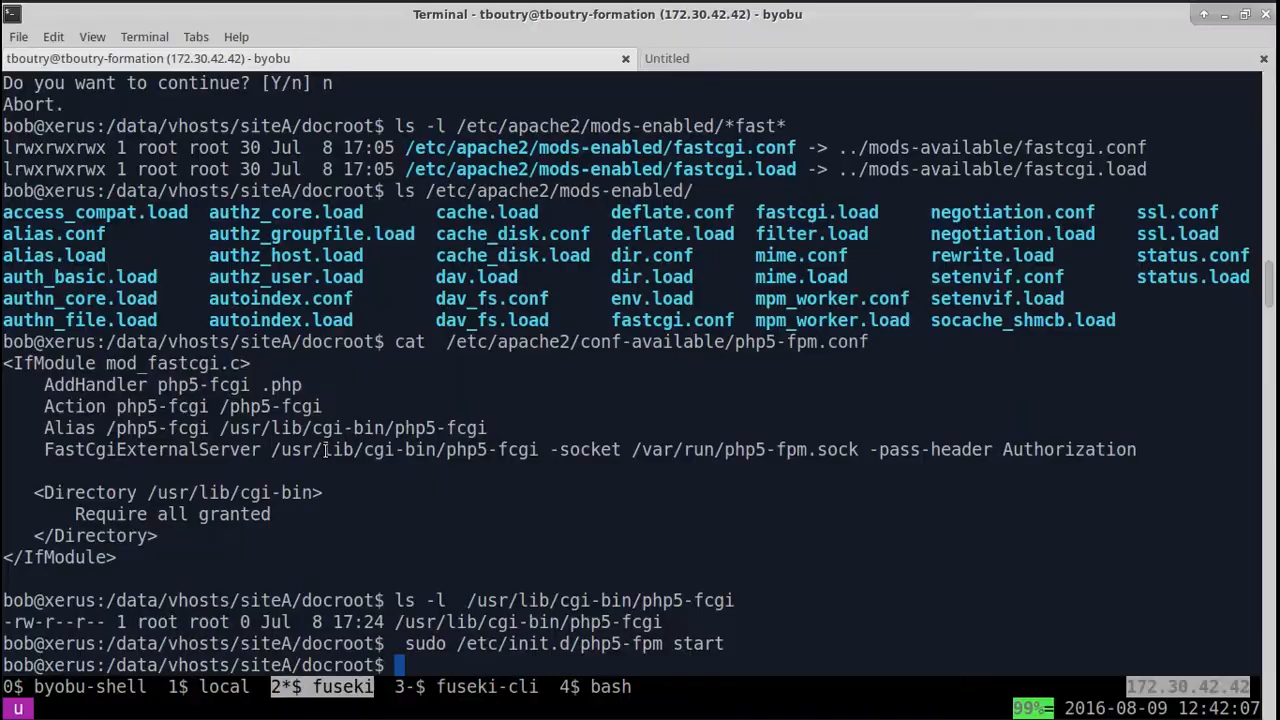 Terminal - tboutry@tboutry-formation (172.30.42.42) - byobu
File Edit View Terminal Tabs Help
tboutry@tboutry-formation (172.30.42.42) - byobu Untitled
Do you want to continue? [Y/n] n
Abort.
bob@xerus:/data/vhosts/siteA/docroot$ ls -l /etc/apache2/mods-enabled/*fast*
lrwxrwxrwx 1 root root 30 Jul  8 17:05 /etc/apache2/mods-enabled/fastcgi.conf -> ../mods-available/fastcgi.conf
lrwxrwxrwx 1 root root 30 Jul  8 17:05 /etc/apache2/mods-enabled/fastcgi.load -> ../mods-available/fastcgi.load
bob@xerus:/data/vhosts/siteA/docroot$ ls /etc/apache2/mods-enabled/
access_compat.load  authz_core.load  cache.load  deflate.conf  fastcgi.load  negotiation.conf  ssl.conf
alias.conf  authz_groupfile.load  cache_disk.conf  deflate.load  filter.load  negotiation.load  ssl.load
alias.load  authz_host.load  cache_disk.load  dir.conf  mime.conf  rewrite.load  status.conf
auth_basic.load  authz_user.load  dav.load  dir.load  mime.load  setenvif.conf  status.load
authn_core.load  autoindex.conf  dav_fs.conf  env.load  mpm_worker.conf  setenvif.load
authn_file.load  autoindex.load  dav_fs.load  fastcgi.conf  mpm_worker.load  socache_shmcb.load
bob@xerus:/data/vhosts/siteA/docroot$ cat  /etc/apache2/conf-available/php5-fpm.conf
<IfModule mod_fastcgi.c>
    AddHandler php5-fcgi .php
    Action php5-fcgi /php5-fcgi
    Alias /php5-fcgi /usr/lib/cgi-bin/php5-fcgi
    FastCgiExternalServer /usr/lib/cgi-bin/php5-fcgi -socket /var/run/php5-fpm.sock -pass-header Authorization
   <Directory /usr/lib/cgi-bin>
       Require all granted
   </Directory>
</IfModule>
bob@xerus:/data/vhosts/siteA/docroot$ ls -l  /usr/lib/cgi-bin/php5-fcgi
-rw-r--r-- 1 root root 0 Jul  8 17:24 /usr/lib/cgi-bin/php5-fcgi
bob@xerus:/data/vhosts/siteA/docroot$  sudo /etc/init.d/php5-fpm start
bob@xerus:/data/vhosts/siteA/docroot$
0$ byobu-shell  1$ local  2*$ fuseki  3-$ fuseki-cli  4$ bash 172.30.42.42
u 99%= 2016-08-09 12:42:07